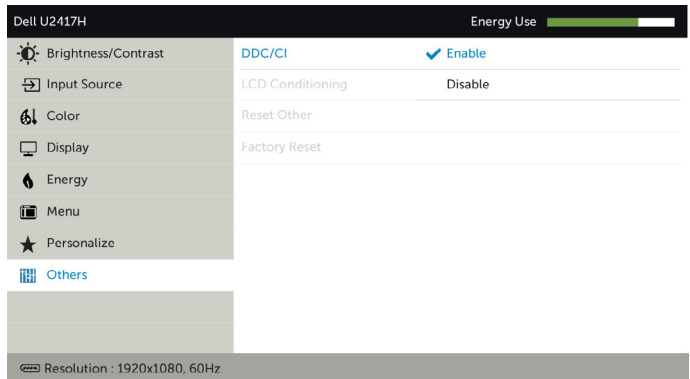 Dell U2417H Energy Use
Brightness/Contrast DDC/CI Enable
Input Source LCD Conditioning Disable
Color Reset Other
Display Factory Reset
Energy
Menu
Personalize
Others
Resolution : 1920x1080, 60Hz